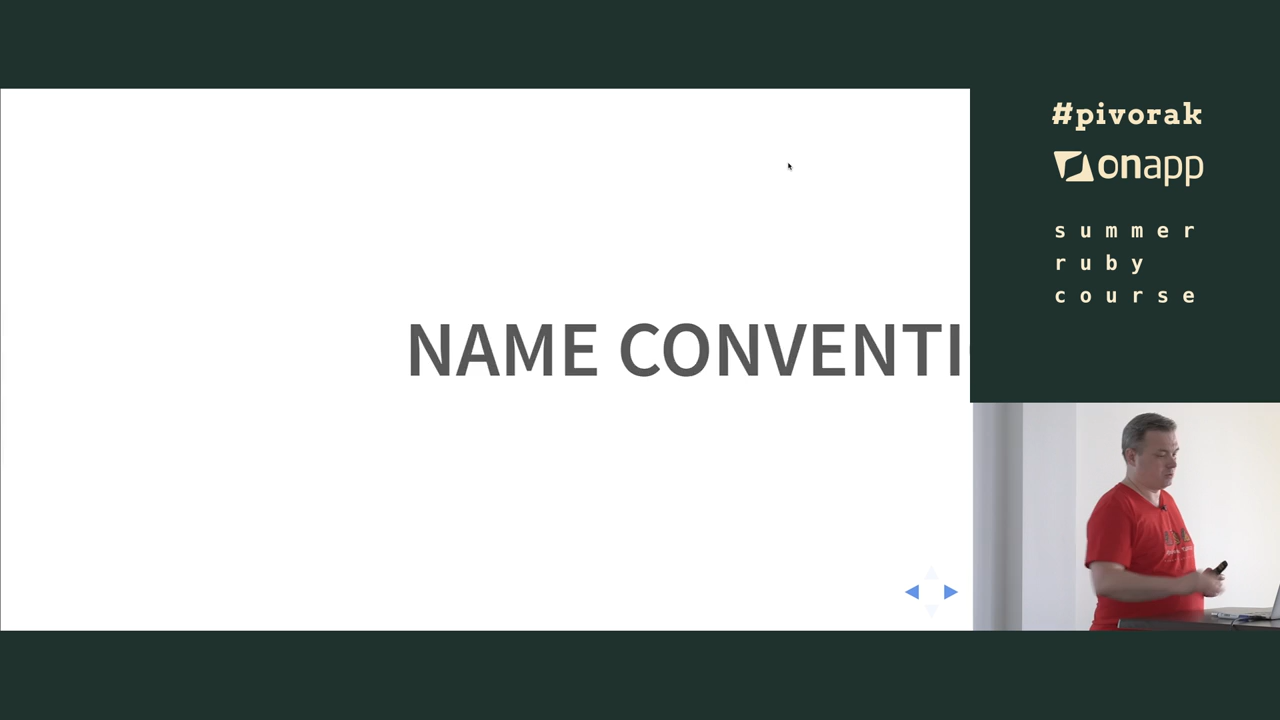 NAME CONVENTI
#pivorak
onapp
summer
ruby
course